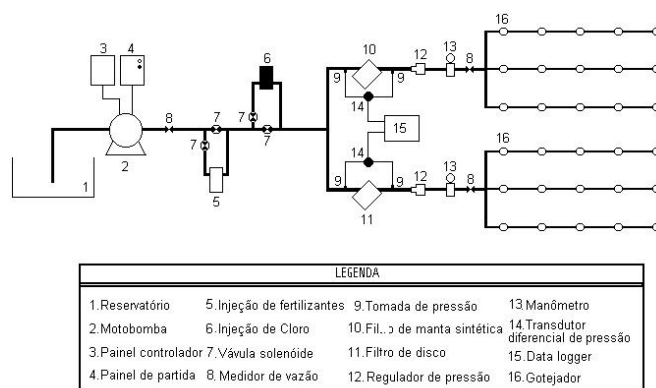 3
4
6
10
12
13
16
8
9
9
8
7
7
7
7
14
15
1
2
5
14
13
16
9
9
12
8
11
LEGENDA
1.Reservatório
2.Motobomba
3.Painel controlador
4.Painel de partida
5.Injeção de fertilizantes
6.Injeção de Cloro
7.Vávula solenóide
8.Medidor de vazão
9.Tomada de pressão
10.de manta sintética
11.Filtro de disco
12.Regulador de pressão
13.Manômetro
14.Transdutor
diferencial de pressão
15.Data logger
16.Gotejador